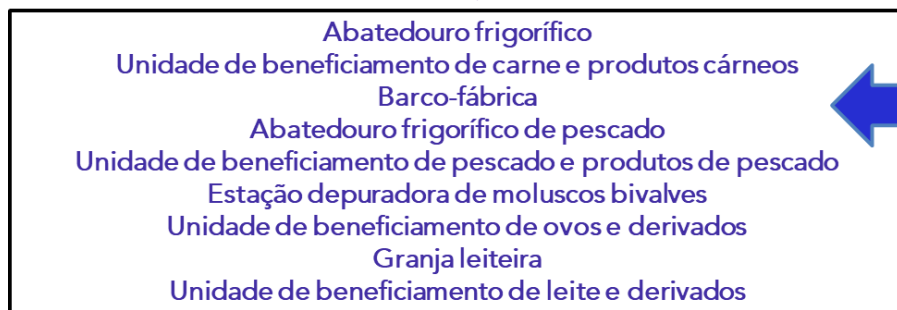 Abatedouro frigorífico
Unidade de beneficiamento de carne e produtos cárneos
Barco-fábrica
Abatedouro frigorífico de pescado
Unidade de beneficiamento de pescado e produtos de pescado
Estação depuradora de moluscos bivalves
Unidade de beneficiamento de ovos e derivados
Granja leiteira
Unidade de beneficiamento de leite e derivados